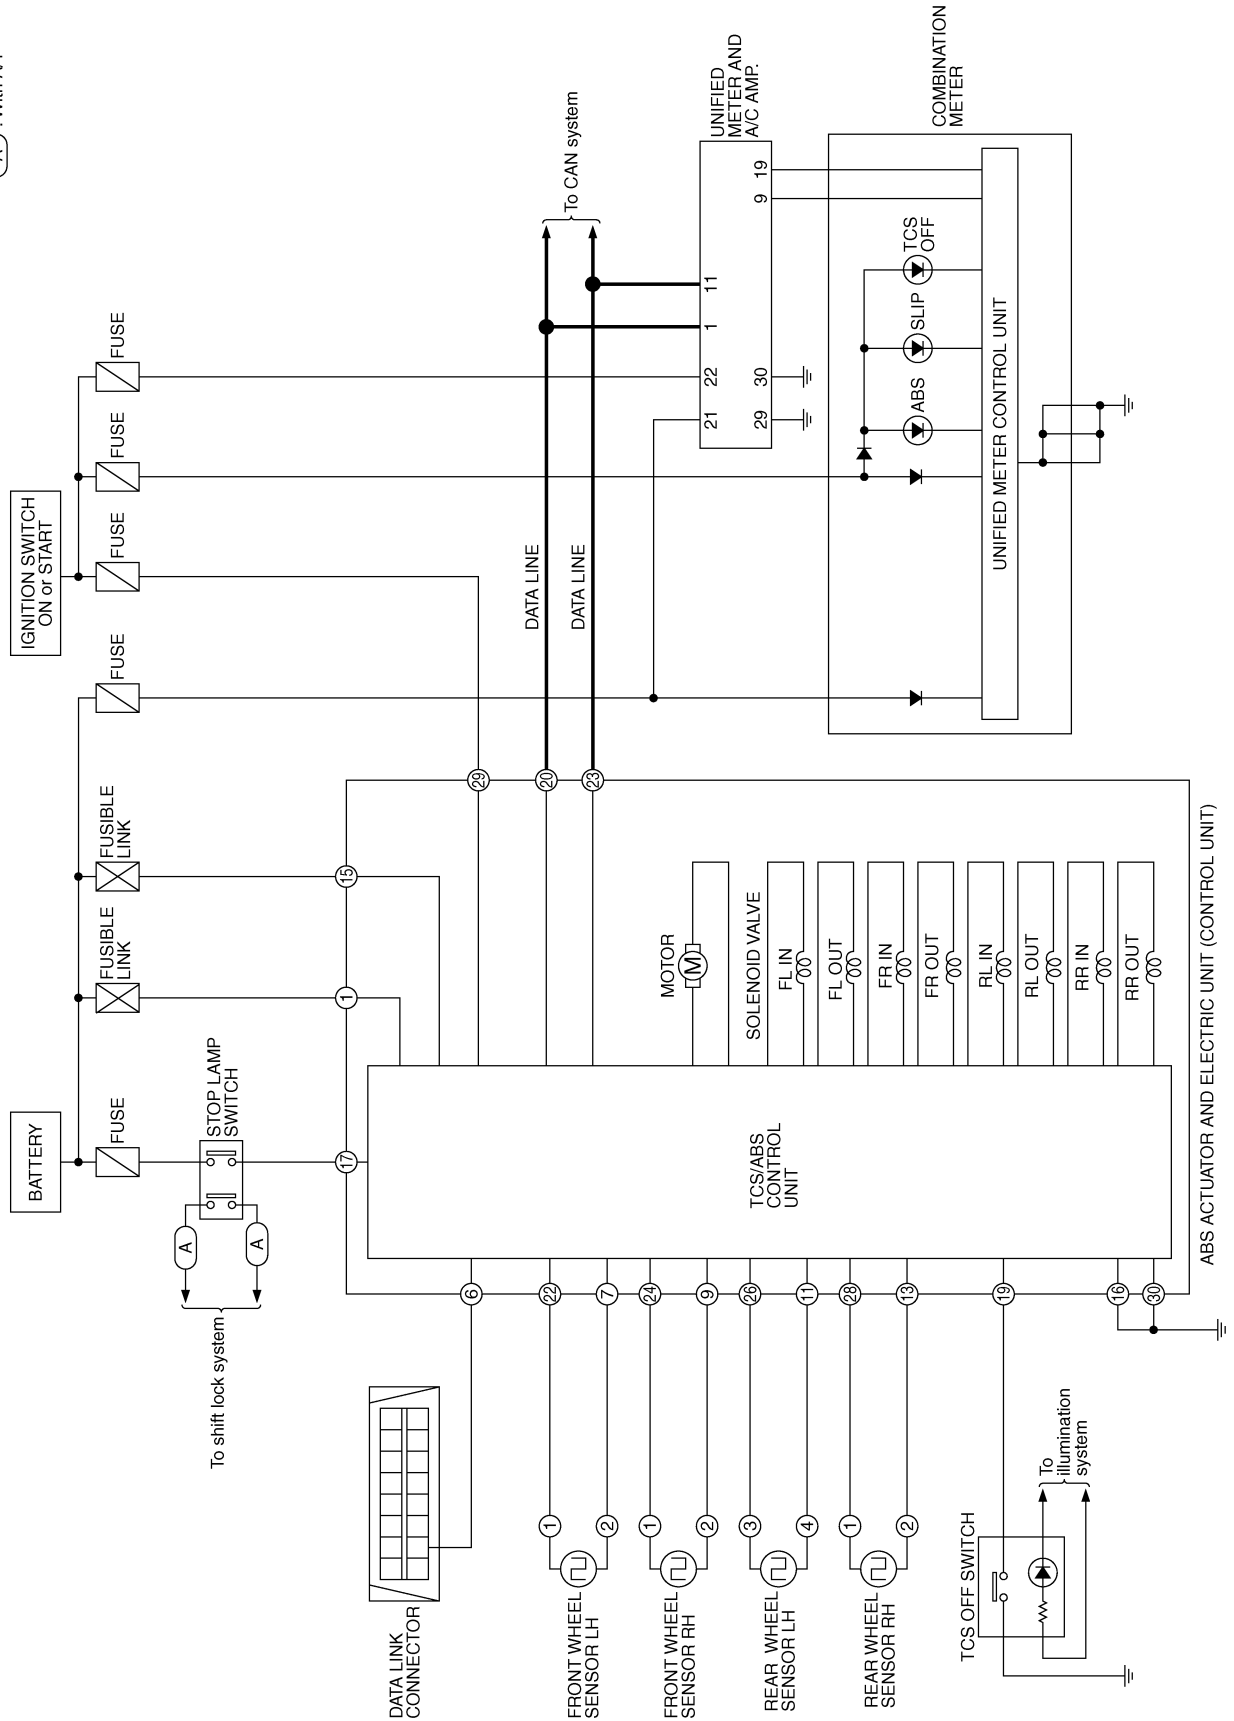 : With A/T
BATTERY
IGNITION SWITCH
ON or START
FUSE
FUSIBLE
LINK
FUSIBLE
LINK
FUSE
FUSE
FUSE
FUSE
STOP LAMP
SWITCH
A
A
To shift lock system
17
1
15
29
20
23
DATA LINE
DATA LINE
To CAN system
UNIFIED
METER AND
A/C AMP.
21
22
1
11
29
30
9
19
COMBINATION
METER
ABS
SLIP
TCS
OFF
UNIFIED METER CONTROL UNIT
TCS/ABS
CONTROL
UNIT
MOTOR
M
SOLENOID VALVE
FL IN
FL OUT
FR IN
FR OUT
RL IN
RL OUT
RR IN
RR OUT
ABS ACTUATOR AND ELECTRIC UNIT (CONTROL UNIT)
6
22
7
24
9
26
11
28
13
19
16
30
DATA LINK
CONNECTOR
1
2
FRONT WHEEL
SENSOR LH
1
2
FRONT WHEEL
SENSOR RH
3
4
REAR WHEEL
SENSOR LH
1
2
REAR WHEEL
SENSOR RH
TCS OFF SWITCH
To
illumination
system